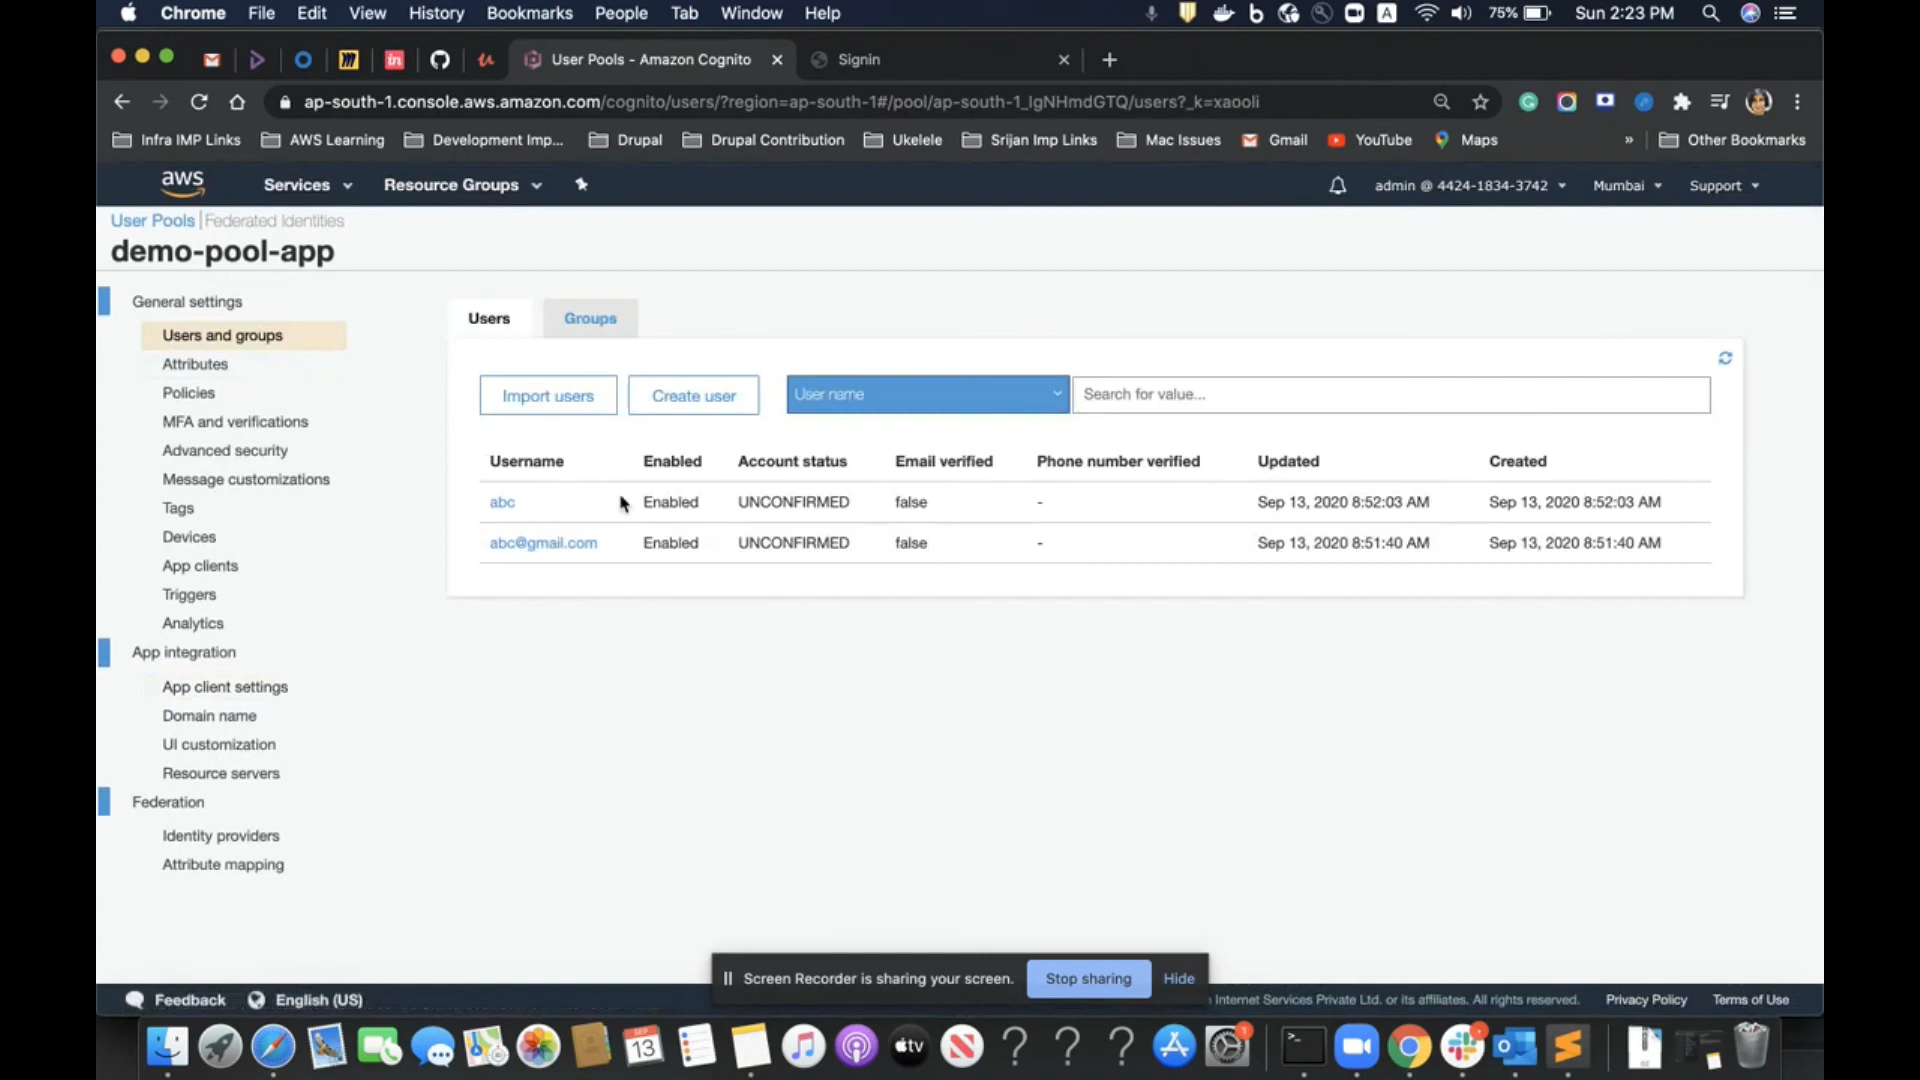 Chrome File Edit View History Bookmarks People Tab Window Help 75% Sun 2:23 PM
User Pools - Amazon Cognito Signin
ap-south-1.console.aws.amazon.com/cognito/users/?region=ap-south-1#/pool/ap-south-1_lgNHmdGTQ/users?_k=xaooli
Infra IMP Links AWS Learning Development Imp... Drupal Drupal Contribution Ukelele Srijan Imp Links Mac Issues Gmail YouTube Maps » Other Bookmarks
aws Services Resource Groups admin @ 4424-1834-3742 Mumbai Support
User Pools | Federated Identities
demo-pool-app
General settings
Users and groups
Attributes
Policies
MFA and verifications
Advanced security
Message customizations
Tags
Devices
App clients
Triggers
Analytics
App integration
App client settings
Domain name
UI customization
Resource servers
Federation
Identity providers
Attribute mapping
Users Groups
Import users Create user User name Search for value...
Username Enabled Account status Email verified Phone number verified Updated Created
abc Enabled UNCONFIRMED false - Sep 13, 2020 8:52:03 AM Sep 13, 2020 8:52:03 AM
abc@gmail.com Enabled UNCONFIRMED false - Sep 13, 2020 8:51:40 AM Sep 13, 2020 8:51:40 AM
Screen Recorder is sharing your screen. Stop sharing Hide
Feedback English (US) Internet Services Private Ltd. or its affiliates. All rights reserved. Privacy Policy Terms of Use
SEP
13
tv
1